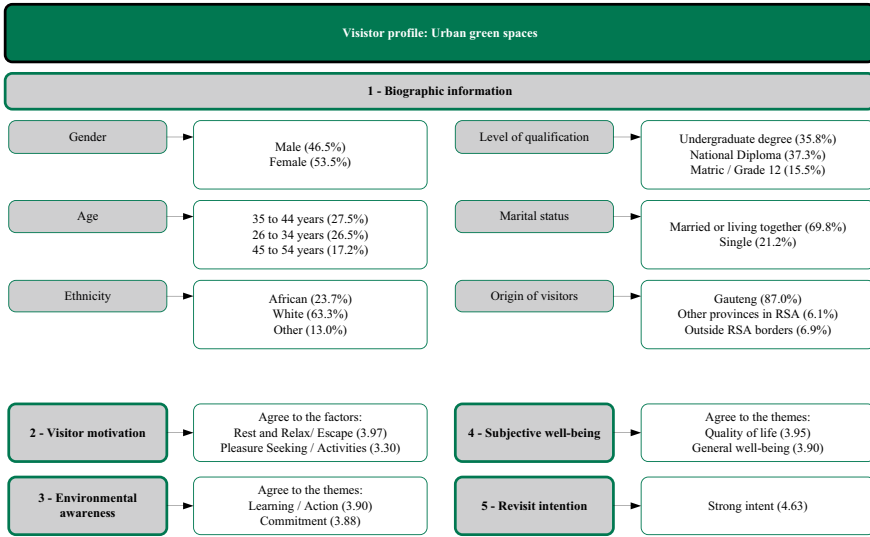 Visistor profile: Urban green spaces
1 - Biographic information
Gender
Male (46.5%)
Female (53.5%)
Level of qualification
Undergraduate degree (35.8%)
National Diploma (37.3%)
Matric / Grade 12 (15.5%)
Age
35 to 44 years (27.5%)
26 to 34 years (26.5%)
45 to 54 years (17.2%)
Marital status
Married or living together (69.8%)
Single (21.2%)
Ethnicity
African (23.7%)
White (63.3%)
Other (13.0%)
Origin of visitors
Gauteng (87.0%)
Other provinces in RSA (6.1%)
Outside RSA borders (6.9%)
2 - Visitor motivation
Agree to the factors:
Rest and Relax/ Escape (3.97)
Pleasure Seeking / Activities (3.30)
4 - Subjective well-being
Agree to the themes:
Quality of life (3.95)
General well-being (3.90)
3 - Environmental
awareness
Agree to the themes:
Learning / Action (3.90)
Commitment (3.88)
5 - Revisit intention
Strong intent (4.63)